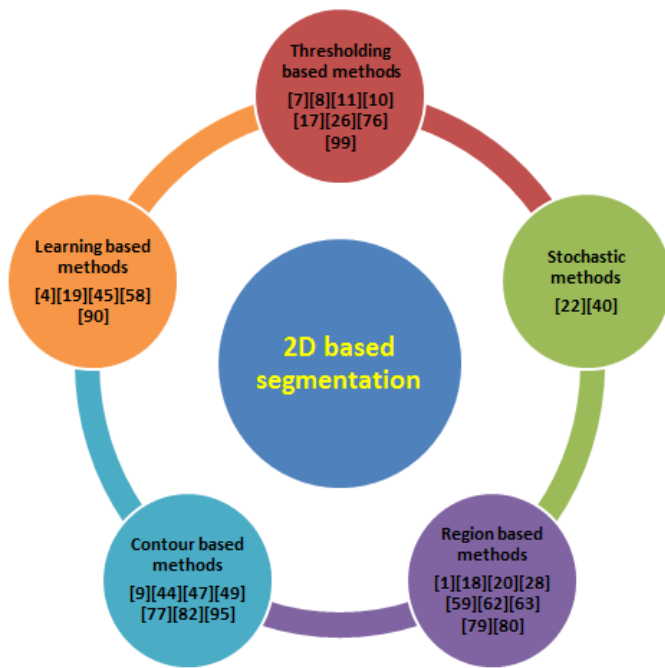 Thresholding
based methods
[7][8][11][10]
[17][26][76]
[99]
Learning based
methods
[4][19][45][58]
[90]
Stochastic
methods
[22][40]
2D based
segmentation
Contour based
methods
[9][44][47][49]
[77][82][95]
Region based
methods
[1][18][20][28]
[59][62][63]
[79][80]